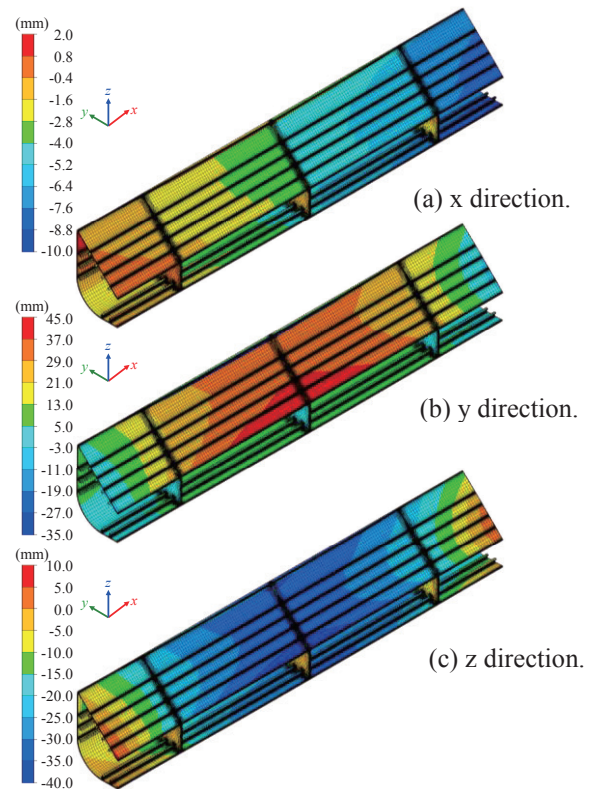 (mm)
2.0
0.8
-0.4
-1.6
-2.8
-4.0
-5.2
-6.4
-7.6
-8.8
-10.0
z
y
x
(a) x direction.
(mm)
45.0
37.0
29.0
21.0
13.0
5.0
-3.0
-11.0
-19.0
-27.0
-35.0
z
y
x
(b) y direction.
(mm)
10.0
5.0
0.0
-5.0
-10.0
-15.0
-20.0
-25.0
-30.0
-35.0
-40.0
z
y
x
(c) z direction.